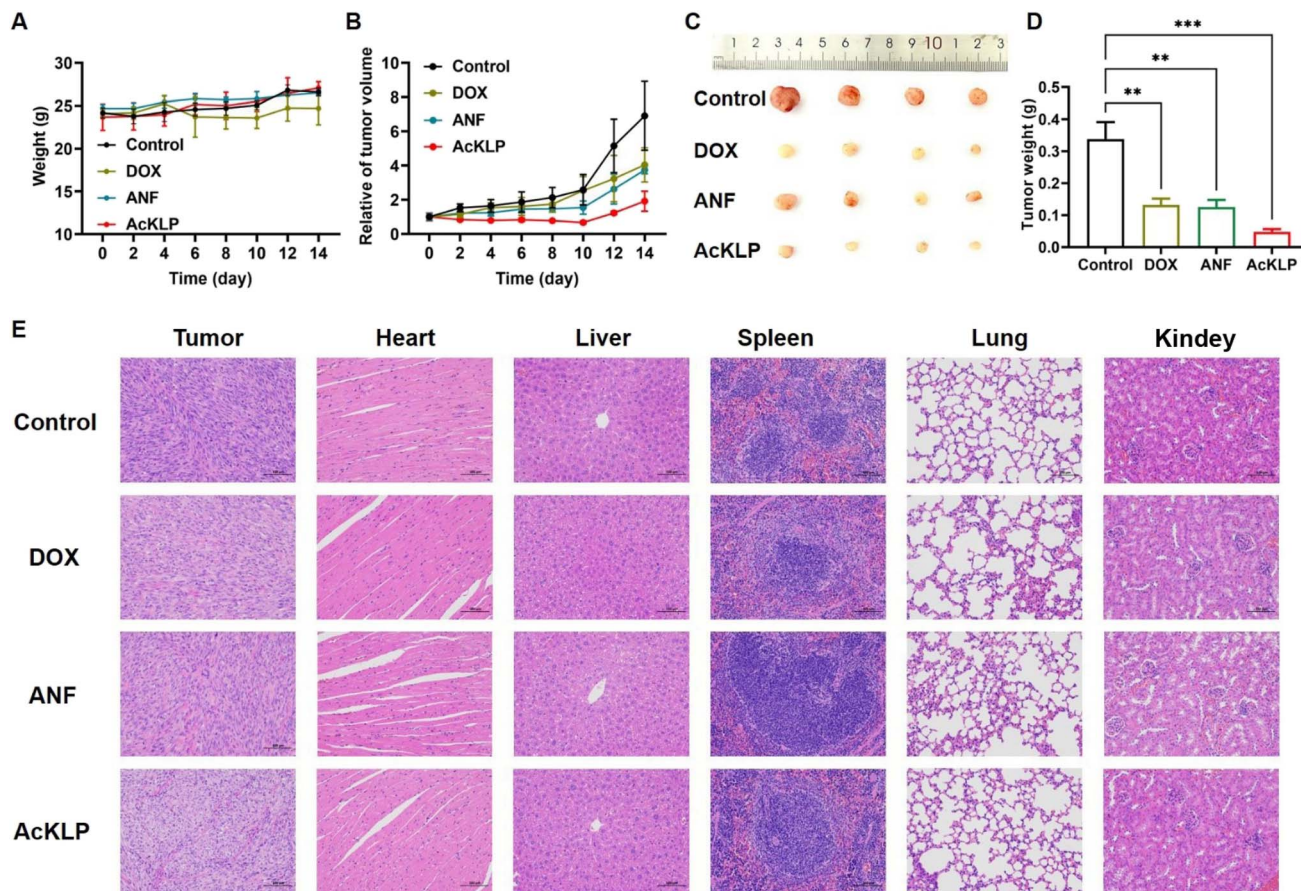 A
Weight (g)
30
25
20
15
10
Control
DOX
ANF
AcKLP
0 2 4 6 8 10 12 14
Time (day)
B
Relative of tumor volume
10
8
6
4
2
0
Control
DOX
ANF
AcKLP
0 2 4 6 8 10 12 14
Time (day)
C
1 2 3 4 5 6 7 8 9 10 1 2 3
Control
DOX
ANF
AcKLP
D
***
**
**
Tumor weight (g)
0.5
0.4
0.3
0.2
0.1
0.0
Control DOX ANF AcKLP
E
Tumor Heart Liver Spleen Lung Kindey
Control
DOX
ANF
AcKLP